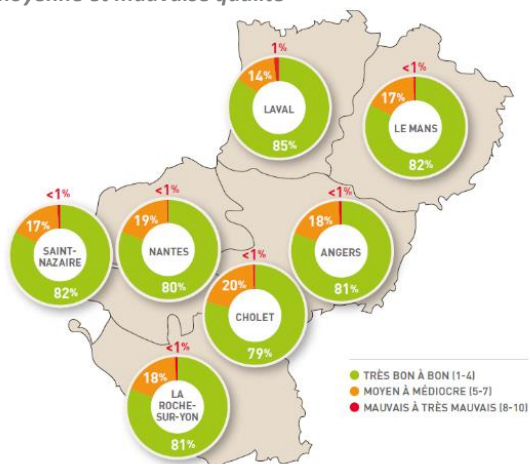 moyenne et mauvaise qualité
1%
14%
LAVAL
85%
<1%
17%
LE MANS
82%
<1%
17%
SAINT-
NAZAIRE
82%
<1%
19%
NANTES
80%
<1%
18%
ANGERS
81%
<1%
20%
CHOLET
79%
<1%
18%
LA
ROCHE-
SUR-YON
81%
TRÈS BON À BON (1-4)
MOYEN À MÉDIOCRE (5-7)
MAUVAIS À TRÈS MAUVAIS (8-10)